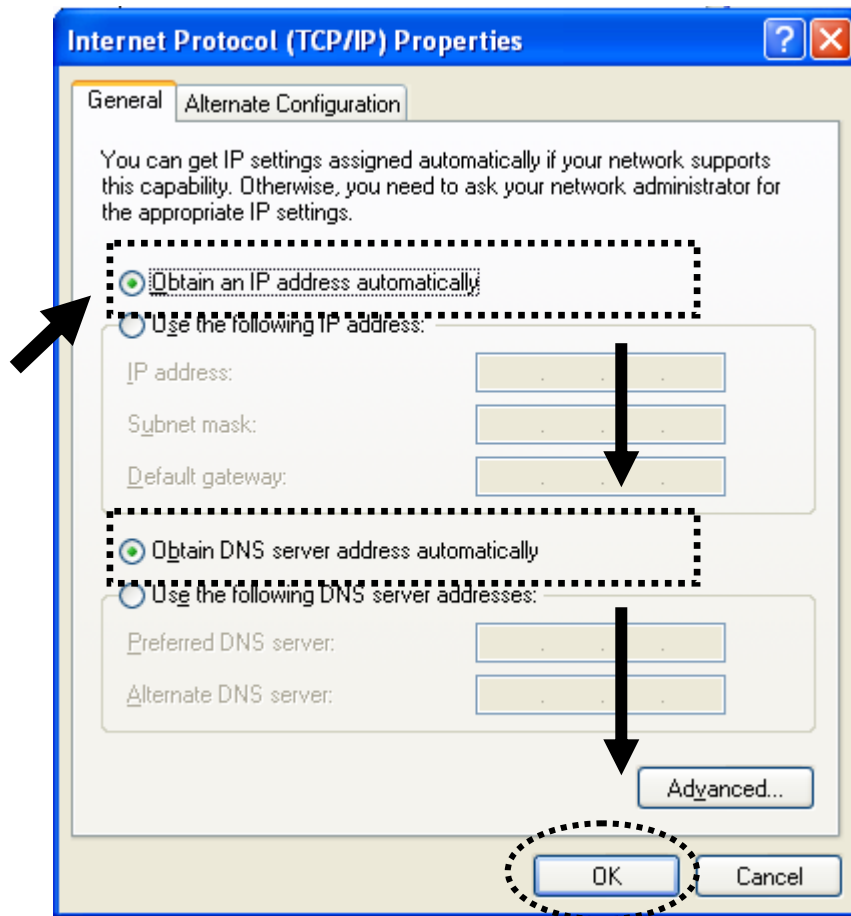 Internet Protocol (TCP/IP) Properties
General
Alternate Configuration
You can get IP settings assigned automatically if your network supports
this capability. Otherwise, you need to ask your network administrator for
the appropriate IP settings.
Obtain an IP address automatically
Use the following IP address:
IP address:
Subnet mask:
Default gateway:
Obtain DNS server address automatically
Use the following DNS server addresses:
Preferred DNS server:
Alternate DNS server:
Advanced...
OK
Cancel